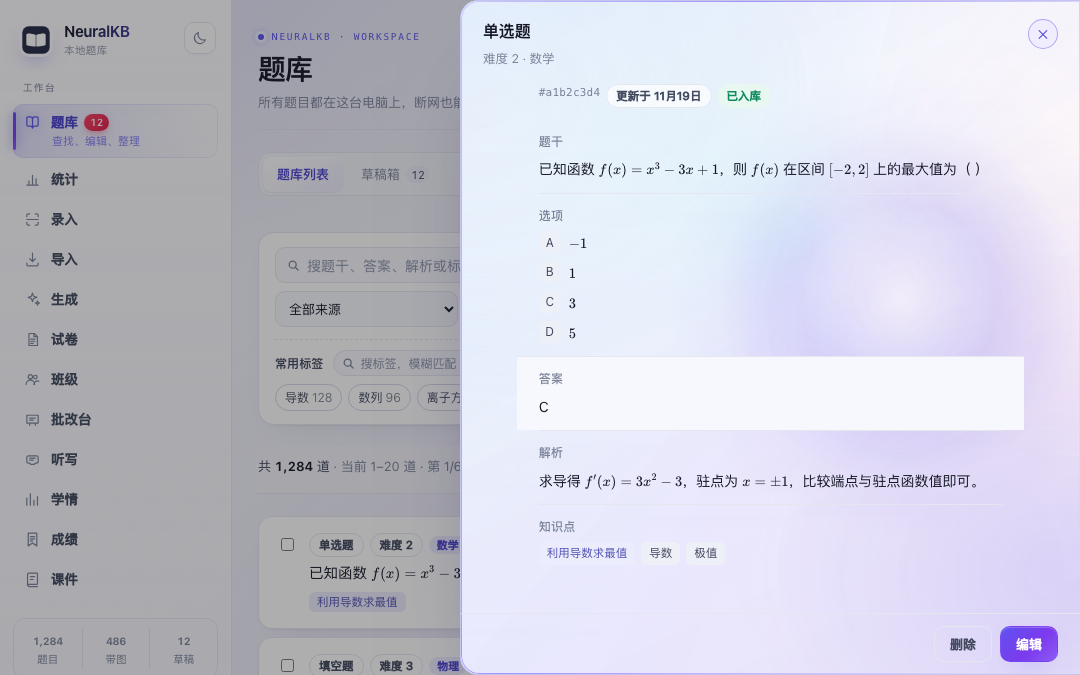 NeuralKB
本地题库
工作台
题库 12
查找、编辑、整理
统计
录入
导入
生成
试卷
班级
批改台
听写
学情
成绩
课件
1,284 486 12
题目 带图 草稿
NEURALKB · WORKSPACE
题库
所有题目都在这台电脑上，断网也能
题库列表 草稿箱 12
搜题干、答案、解析或标
全部来源
常用标签 搜标签，模糊匹配
导数 128 数列 96 离子方
共 1,284 道 · 当前 1–20 道 · 第 1/6
单选题 难度 2 数学
已知函数 f(x) = x³ − 3
利用导数求最值
填空题 难度 3 物理
单选题
难度 2 · 数学
#a1b2c3d4 更新于 11月19日 已入库
题干
已知函数 f(x) = x³ − 3x + 1，则 f(x) 在区间 [−2, 2] 上的最大值为（ ）
选项
A −1
B 1
C 3
D 5
答案
C
解析
求导得 f′(x) = 3x² − 3，驻点为 x = ±1，比较端点与驻点函数值即可。
知识点
利用导数求最值 导数 极值
删除 编辑